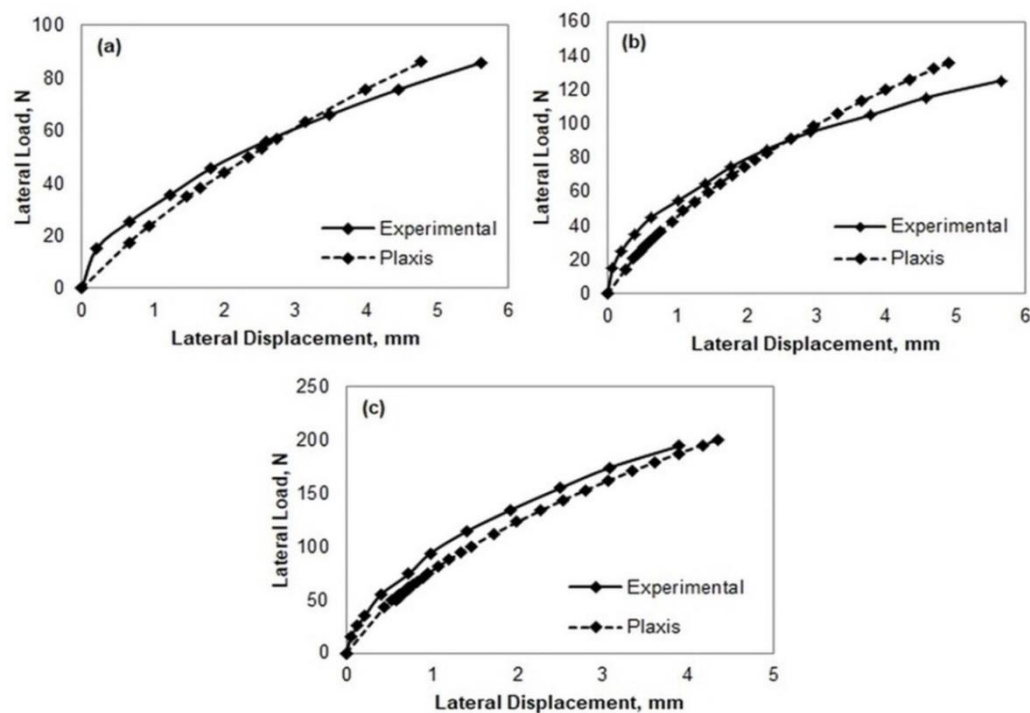 (a)
Lateral Load, N
100
80
60
40
20
0
Experimental
Plaxis
0 1 2 3 4 5 6
Lateral Displacement, mm
(b)
Lateral Load, N
160
140
120
100
80
60
40
20
0
Experimental
Plaxis
0 1 2 3 4 5 6
Lateral Displacement, mm
(c)
Lateral Load, N
250
200
150
100
50
0
Experimental
Plaxis
0 1 2 3 4 5
Lateral Displacement, mm